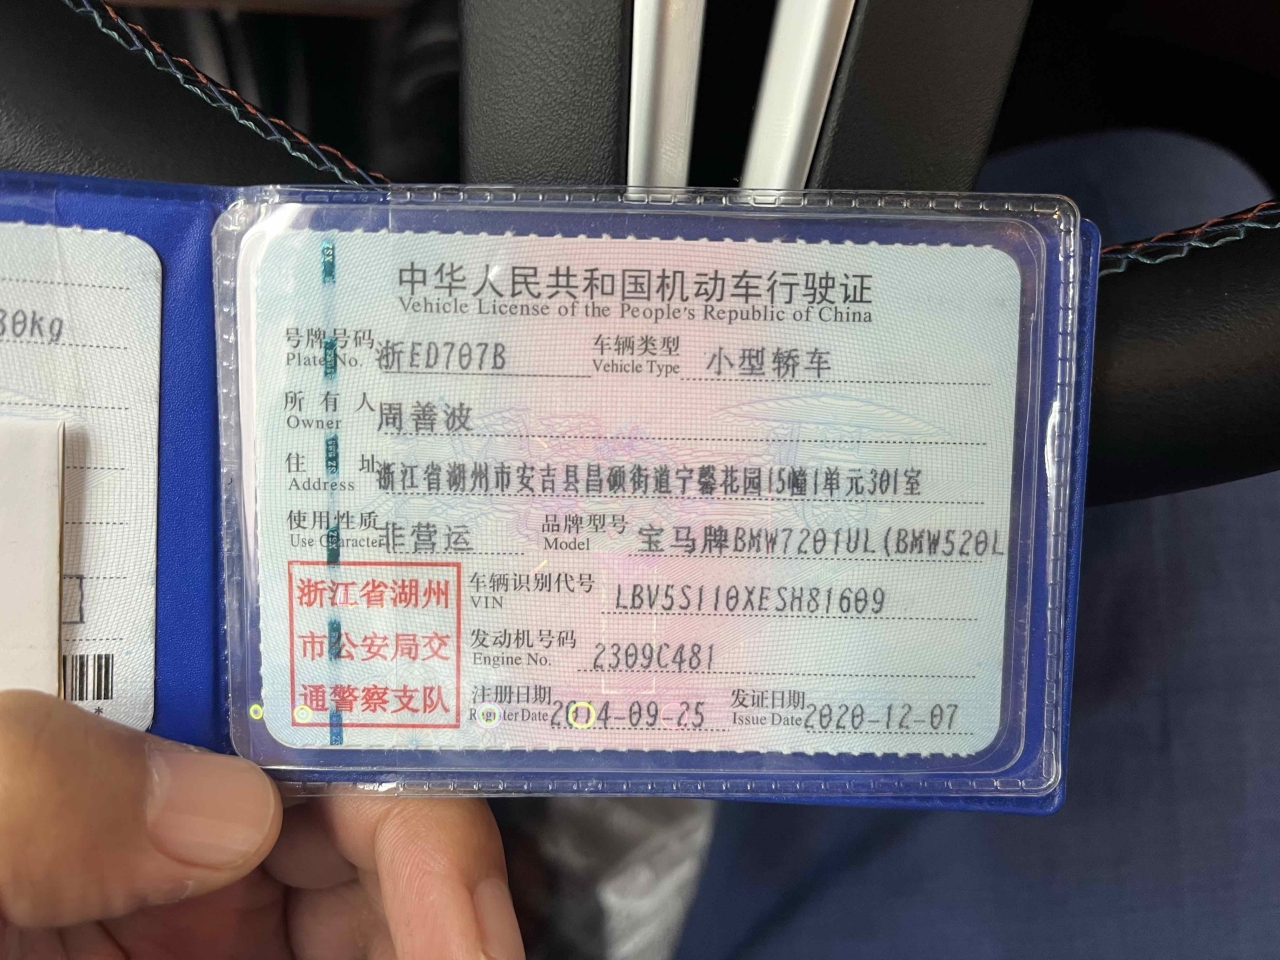 中华人民共和国机动车行驶证
Vehicle License of the People's Republic of China
号牌号码 浙ED707B 车辆类型 小型轿车
Plate No. Vehicle Type
所有人 周善波
Owner
住址 浙江省湖州市安吉县昌硕街道宁馨花园15幢1单元301室
Address
使用性质 非营运 品牌型号 宝马牌BMW7201UL(BMW520L
Use Character Model
浙江省湖州
市公安局交
通警察支队
车辆识别代号 LBV5S110XESH81609
VIN
发动机号码 2309C481
Engine No.
注册日期 2014-09-25 发证日期 2020-12-07
Register Date Issue Date
80kg
*